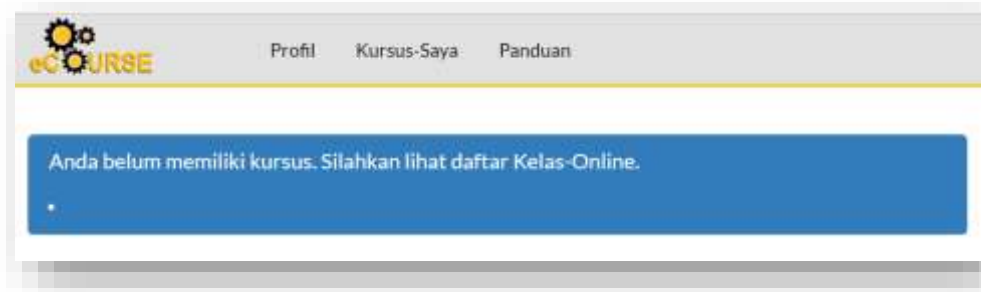 eCOURSE
Profil Kursus-Saya Panduan
Anda belum memiliki kursus. Silahkan lihat daftar Kelas-Online.